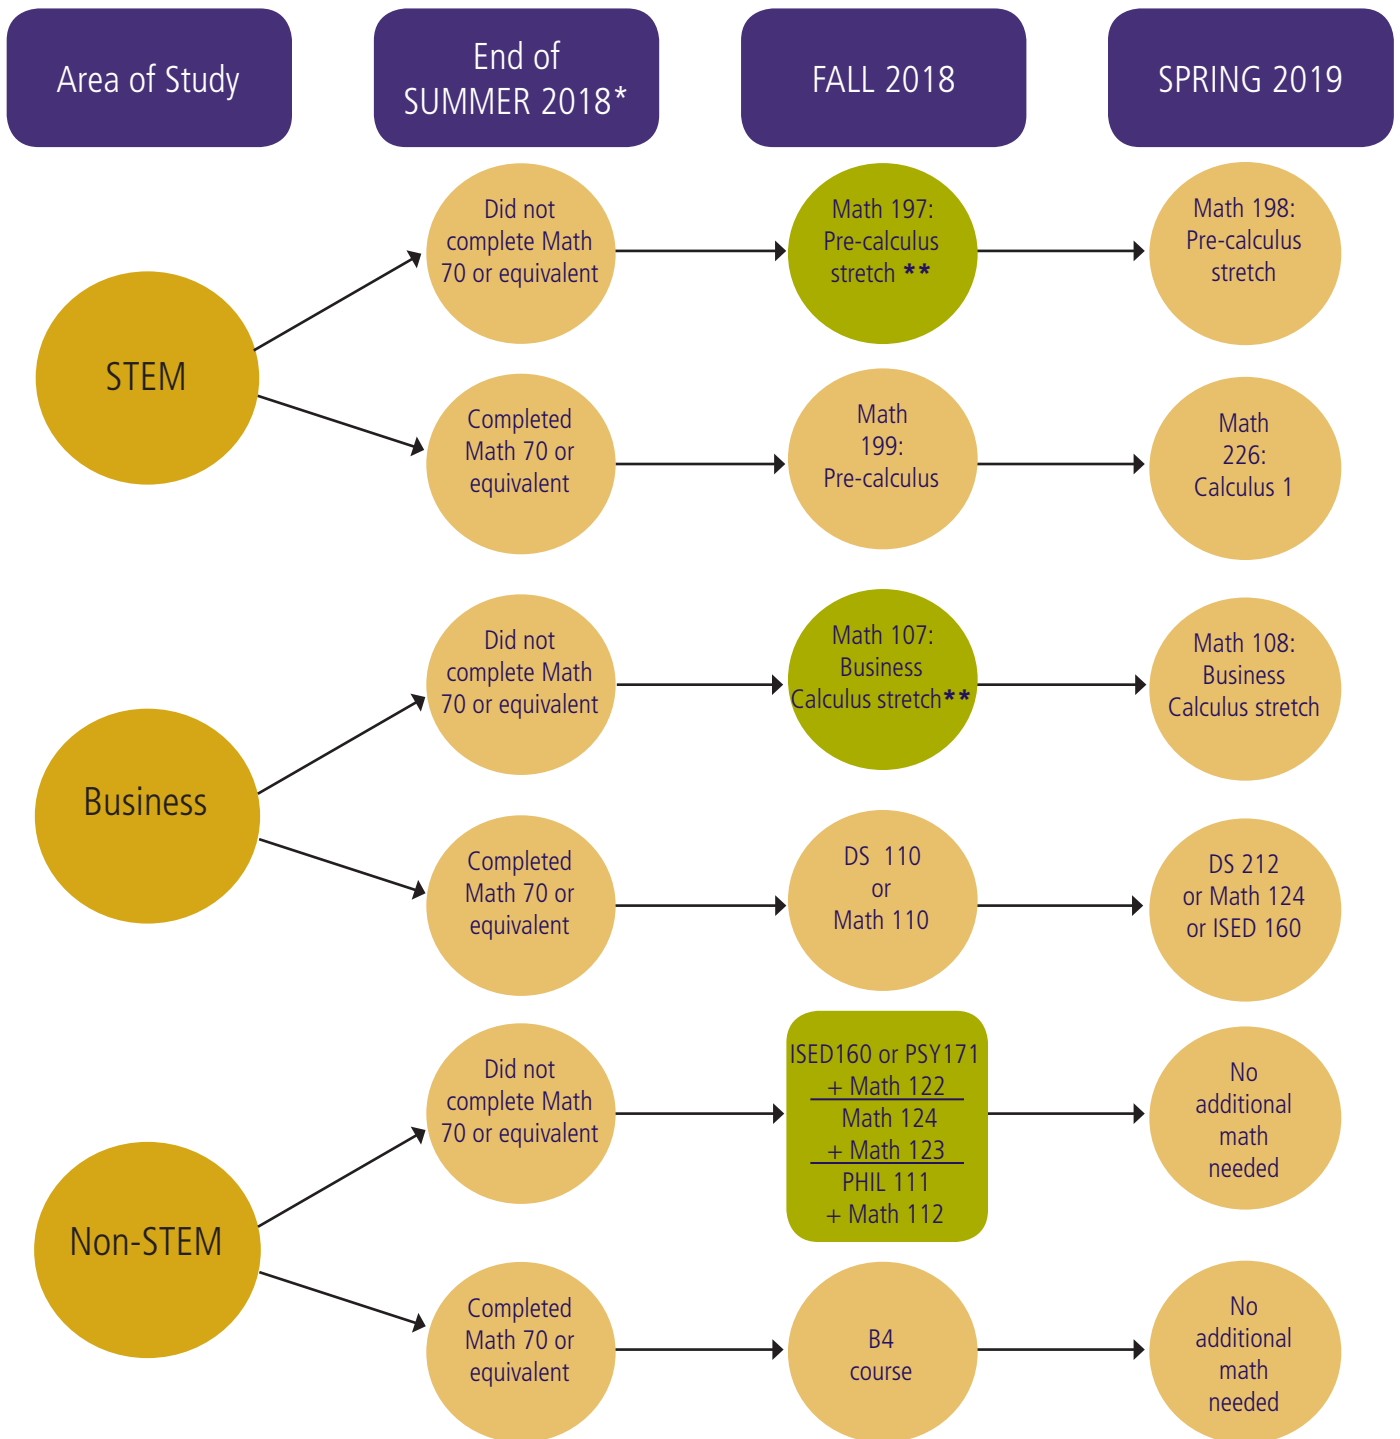 Area of Study
End of
SUMMER 2018*
FALL 2018
SPRING 2019
STEM
Did not
complete Math
70 or equivalent
Math 197:
Pre-calculus
stretch **
Math 198:
Pre-calculus
stretch
Completed
Math 70 or
equivalent
Math
199:
Pre-calculus
Math
226:
Calculus 1
Business
Did not
complete Math
70 or equivalent
Math 107:
Business
Calculus stretch**
Math 108:
Business
Calculus stretch
Completed
Math 70 or
equivalent
DS 110
or
Math 110
DS 212
or Math 124
or ISED 160
Non-STEM
Did not
complete Math
70 or equivalent
ISED160 or PSY171
+ Math 122
Math 124
+ Math 123
PHIL 111
+ Math 112
No
additional
math
needed
Completed
Math 70 or
equivalent
B4
course
No
additional
math
needed